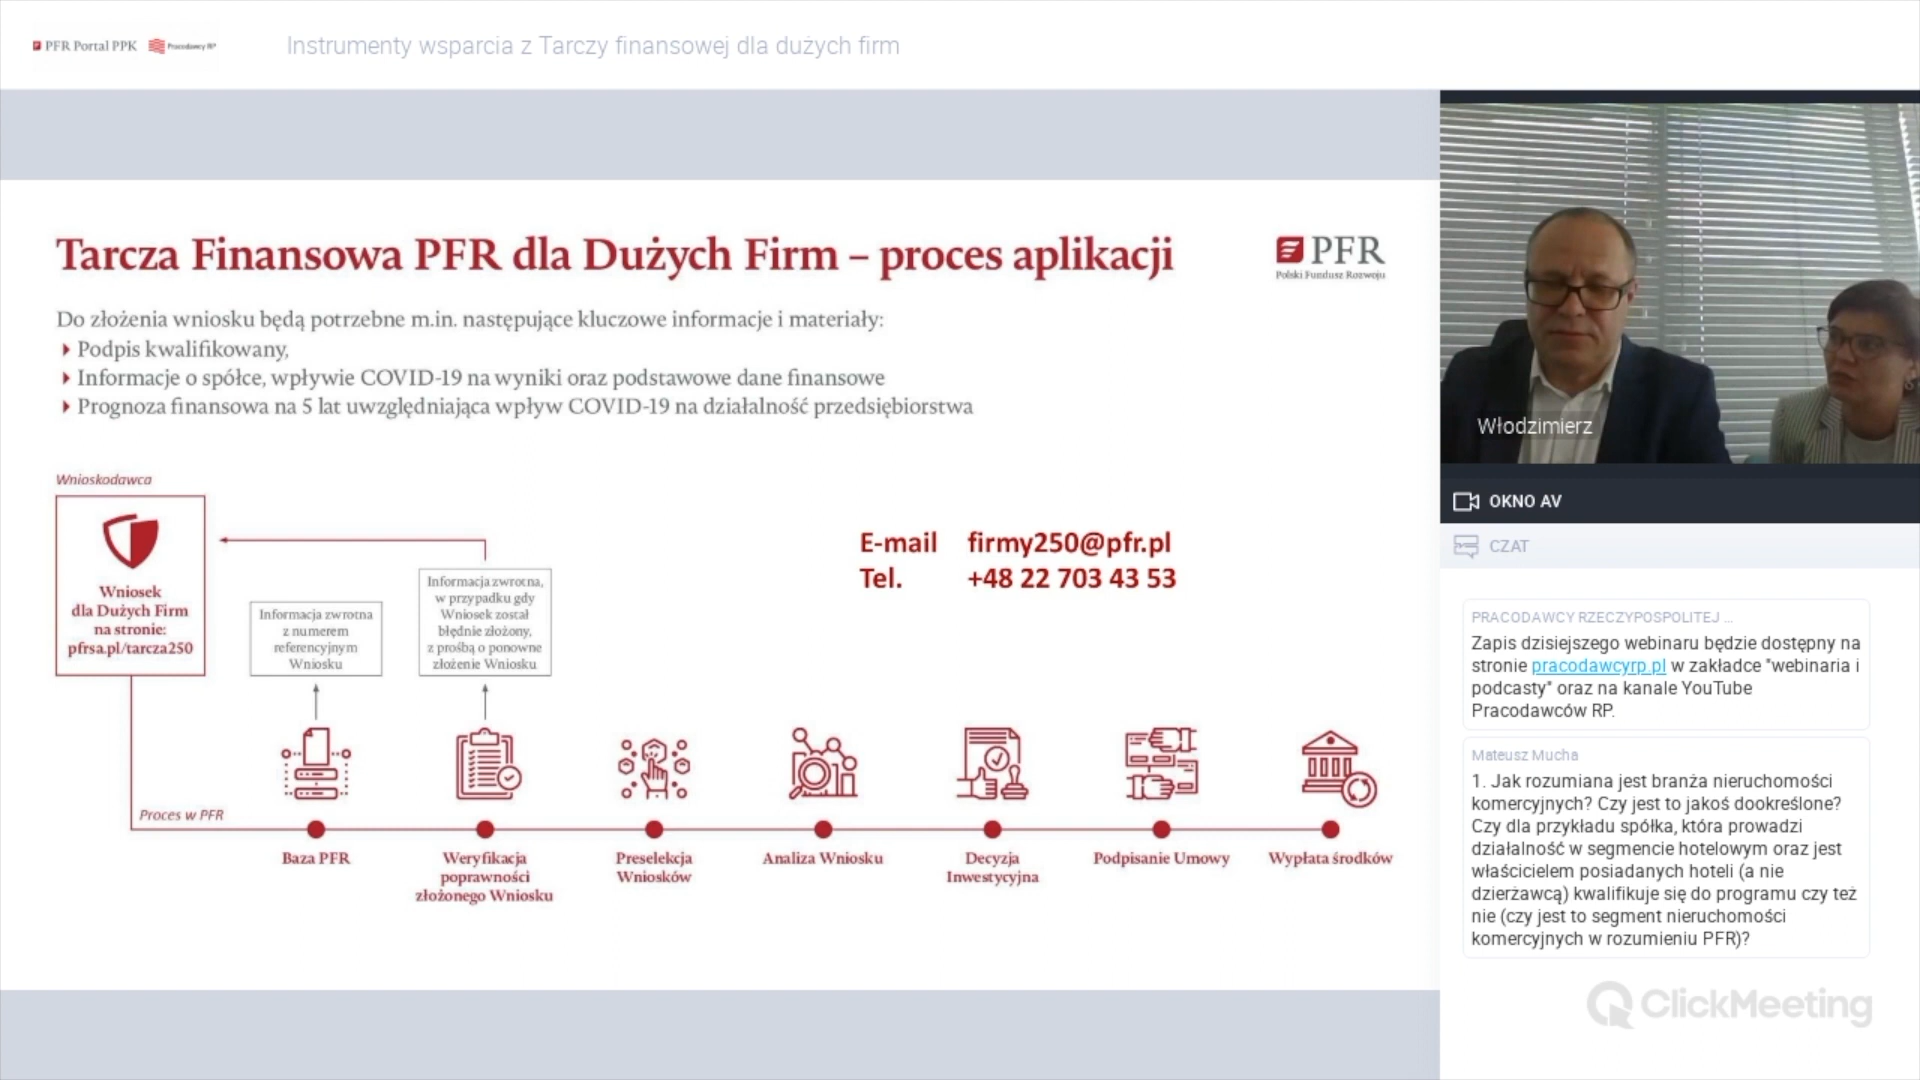 PFR Portal PPK
Pracodawcy RP
Instrumenty wsparcia z Tarczy finansowej dla dużych firm
Tarcza Finansowa PFR dla Dużych Firm – proces aplikacji
PFR
Polski Fundusz Rozwoju
Do złożenia wniosku będą potrzebne m.in. następujące kluczowe informacje i materiały:
Podpis kwalifikowany,
Informacje o spółce, wpływie COVID-19 na wyniki oraz podstawowe dane finansowe
Prognoza finansowa na 5 lat uwzględniająca wpływ COVID-19 na działalność przedsiębiorstwa
Wnioskodawca
Wniosek
dla Dużych Firm
na stronie:
pfrsa.pl/tarcza250
Informacja zwrotna
z numerem
referencyjnym
Wniosku
Informacja zwrotna,
w przypadku gdy
Wniosek został
błędnie złożony,
z prośbą o ponowne
złożenie Wniosku
E-mail firmy250@pfr.pl
Tel. +48 22 703 43 53
Proces w PFR
Baza PFR
Weryfikacja
poprawności
złożonego Wniosku
Preselekcja
Wniosków
Analiza Wniosku
Decyzja
Inwestycyjna
Podpisanie Umowy
Wypłata środków
Włodzimierz
OKNO AV
CZAT
PRACODAWCY RZECZYPOSPOLITEJ ...
Zapis dzisiejszego webinaru będzie dostępny na
stronie pracodawcyrp.pl w zakładce "webinaria i
podcasty" oraz na kanale YouTube
Pracodawców RP.
Mateusz Mucha
1. Jak rozumiana jest branża nieruchomości
komercyjnych? Czy jest to jakoś dookreślone?
Czy dla przykładu spółka, która prowadzi
działalność w segmencie hotelowym oraz jest
właścicielem posiadanych hoteli (a nie
dzierżawcą) kwalifikuje się do programu czy też
nie (czy jest to segment nieruchomości
komercyjnych w rozumieniu PFR)?
ClickMeeting